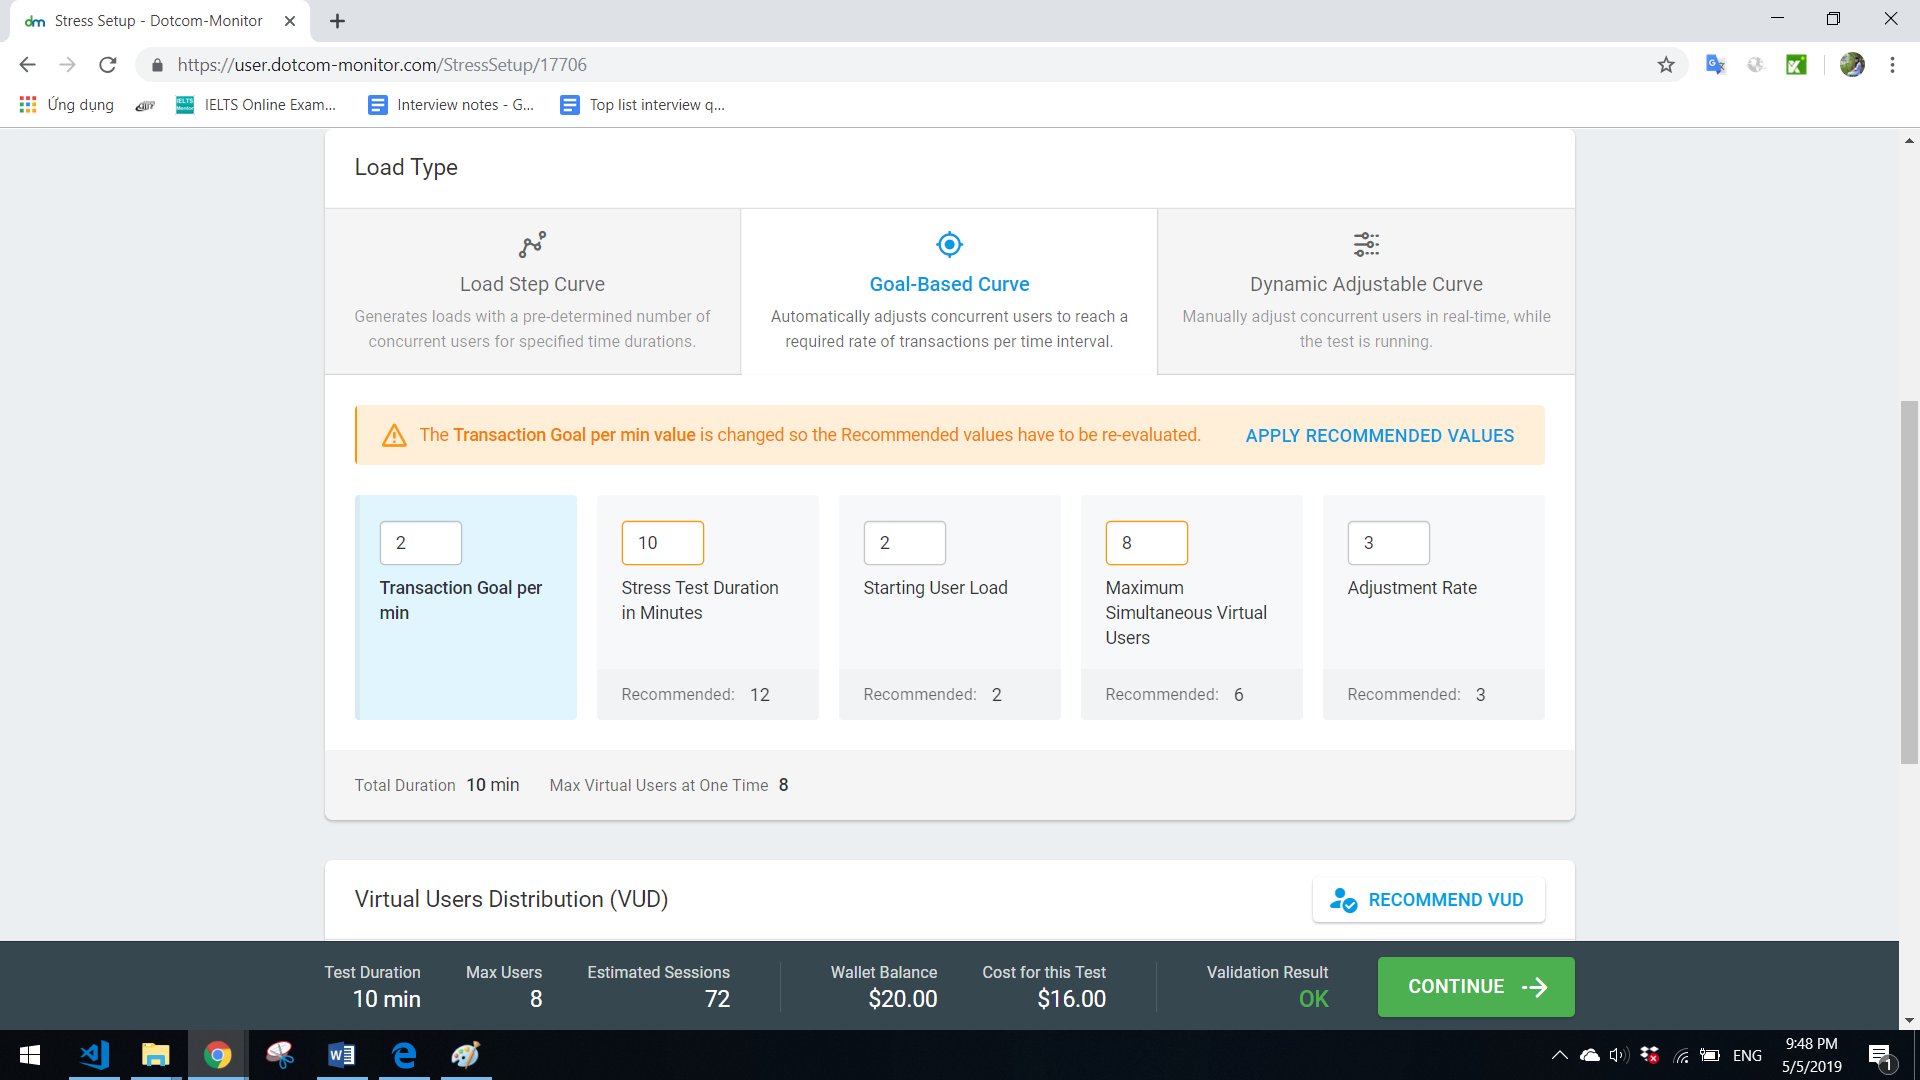 dm Stress Setup - Dotcom-Monitor
https://user.dotcom-monitor.com/StressSetup/17706
Ứng dụng
IELTS Online Exam...
Interview notes - G...
Top list interview q...
Load Type
Load Step Curve
Generates loads with a pre-determined number of
concurrent users for specified time durations.
Goal-Based Curve
Automatically adjusts concurrent users to reach a
required rate of transactions per time interval.
Dynamic Adjustable Curve
Manually adjust concurrent users in real-time, while
the test is running.
The Transaction Goal per min value is changed so the Recommended values have to be re-evaluated.
APPLY RECOMMENDED VALUES
2
Transaction Goal per
min
10
Stress Test Duration
in Minutes
Recommended: 12
2
Starting User Load
Recommended: 2
8
Maximum
Simultaneous Virtual
Users
Recommended: 6
3
Adjustment Rate
Recommended: 3
Total Duration 10 min
Max Virtual Users at One Time 8
Virtual Users Distribution (VUD)
RECOMMEND VUD
Test Duration
10 min
Max Users
8
Estimated Sessions
72
Wallet Balance
$20.00
Cost for this Test
$16.00
Validation Result
OK
CONTINUE
ENG
9:48 PM
5/5/2019
1